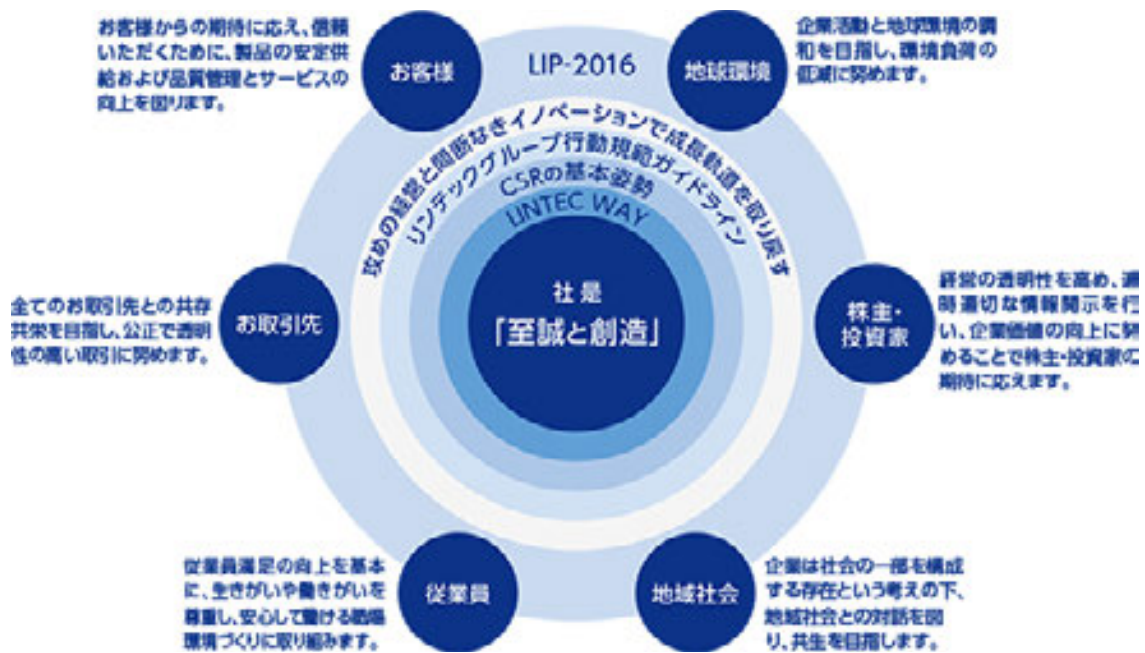 お客様からの期待に応え、信頼
いただくために、製品の安定供
給および品質管理とサービスの
向上を図ります。
お客様
LIP-2016
地球環境
企業活動と地球環境の調
和を目指し、環境負荷の
低減に努めます。
攻めの経営と間断なきイノベーションで成長軌道を取り戻す
リンテックグループ行動規範ガイドライン
CSRの基本姿勢
LINTEC WAY
社是
「至誠と創造」
全てのお取引先との共存
共栄を目指し、公正で透明
性の高い取引に努めます。
お取引先
株主・
投資家
経営の透明性を高め、適
時適切な情報開示を行
い、企業価値の向上に努
めることで株主・投資家の
期待に応えます。
従業員満足の向上を基本
に、生きがいや働きがいを
尊重し、安心して働ける職場
環境づくりに取り組みます。
従業員
地域社会
企業は社会の一部を構成
する存在という考えの下、
地域社会との対話を図
り、共生を目指します。